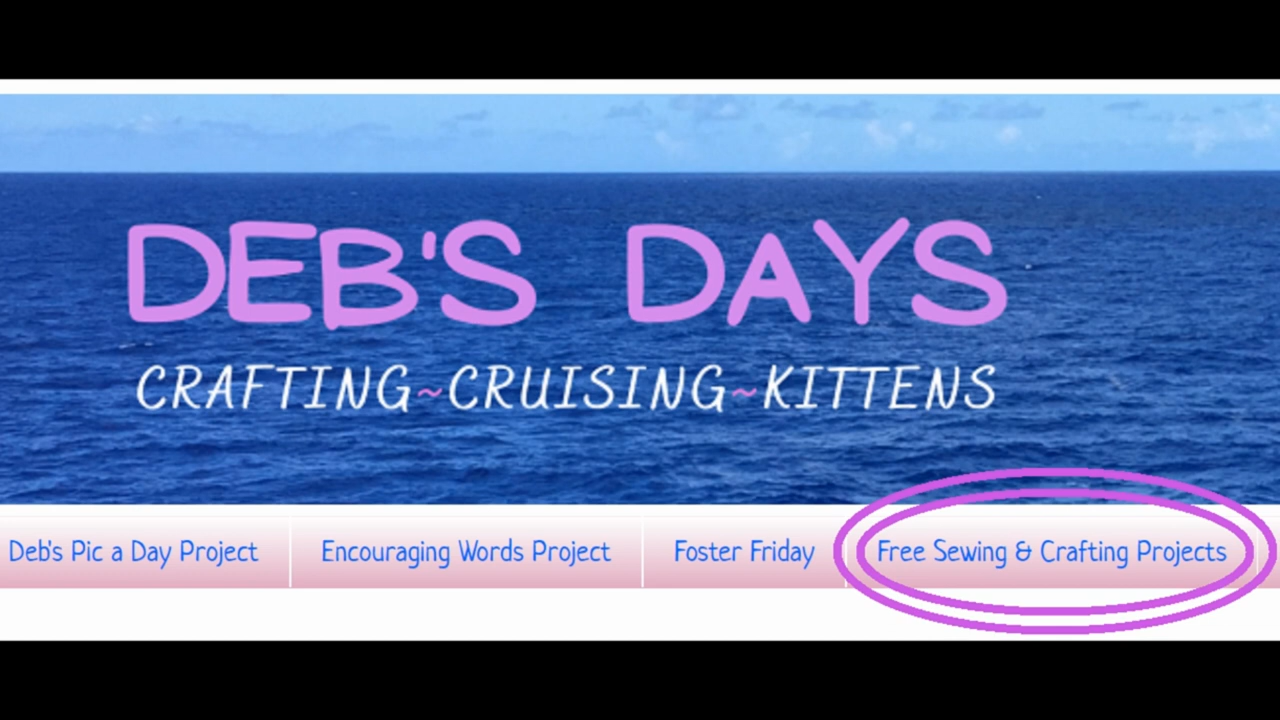 DEB'S DAYS
CRAFTING~CRUISING~KITTENS
Deb's Pic a Day Project
Encouraging Words Project
Foster Friday
Free Sewing & Crafting Projects